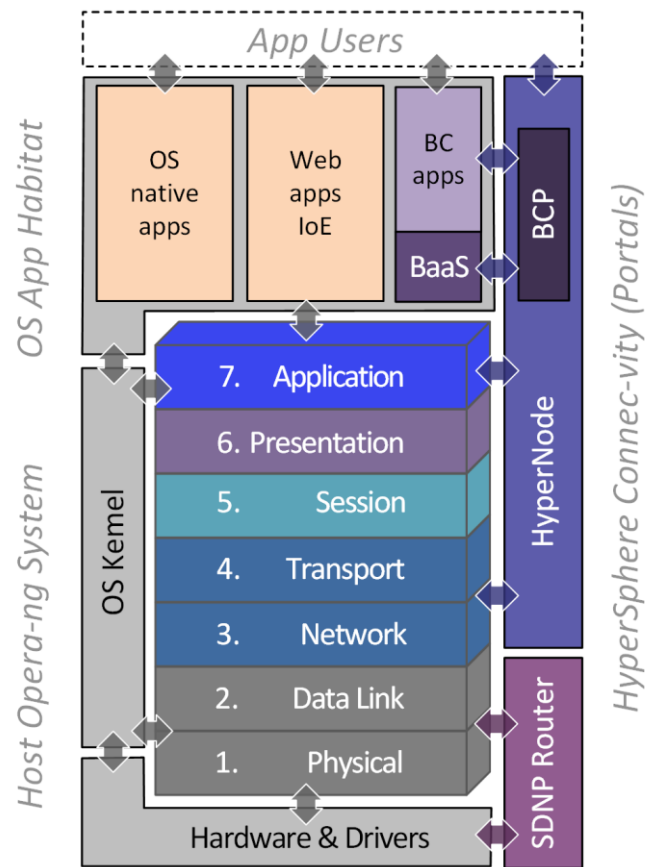 App Users
OS App Habitat
OS
native
apps
Web
apps
IoE
BC
apps
BaaS
BCP
HyperNode
HyperSphere Connec-vity (Portals)
Host Opera-ng System
OS Kernel
7. Application
6. Presentation
5. Session
4. Transport
3. Network
2. Data Link
1. Physical
SDNP Router
Hardware & Drivers